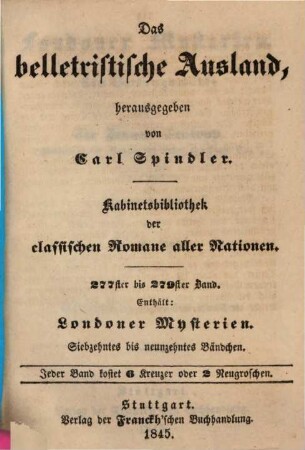 Das
belletristische Ausland,
herausgegeben
von
Carl Spindler.
Kabinetsbibliothek
der
classischen Romane aller Nationen.
277ster bis 279ster Band.
Enthält:
Londoner Mysterien.
Siebzehntes bis neunzehntes Bändchen.
Jeder Band kostet 6 Kreuzer oder 2 Neugroschen.
Stuttgart.
Verlag der Franckh'schen Buchhandlung.
1845.